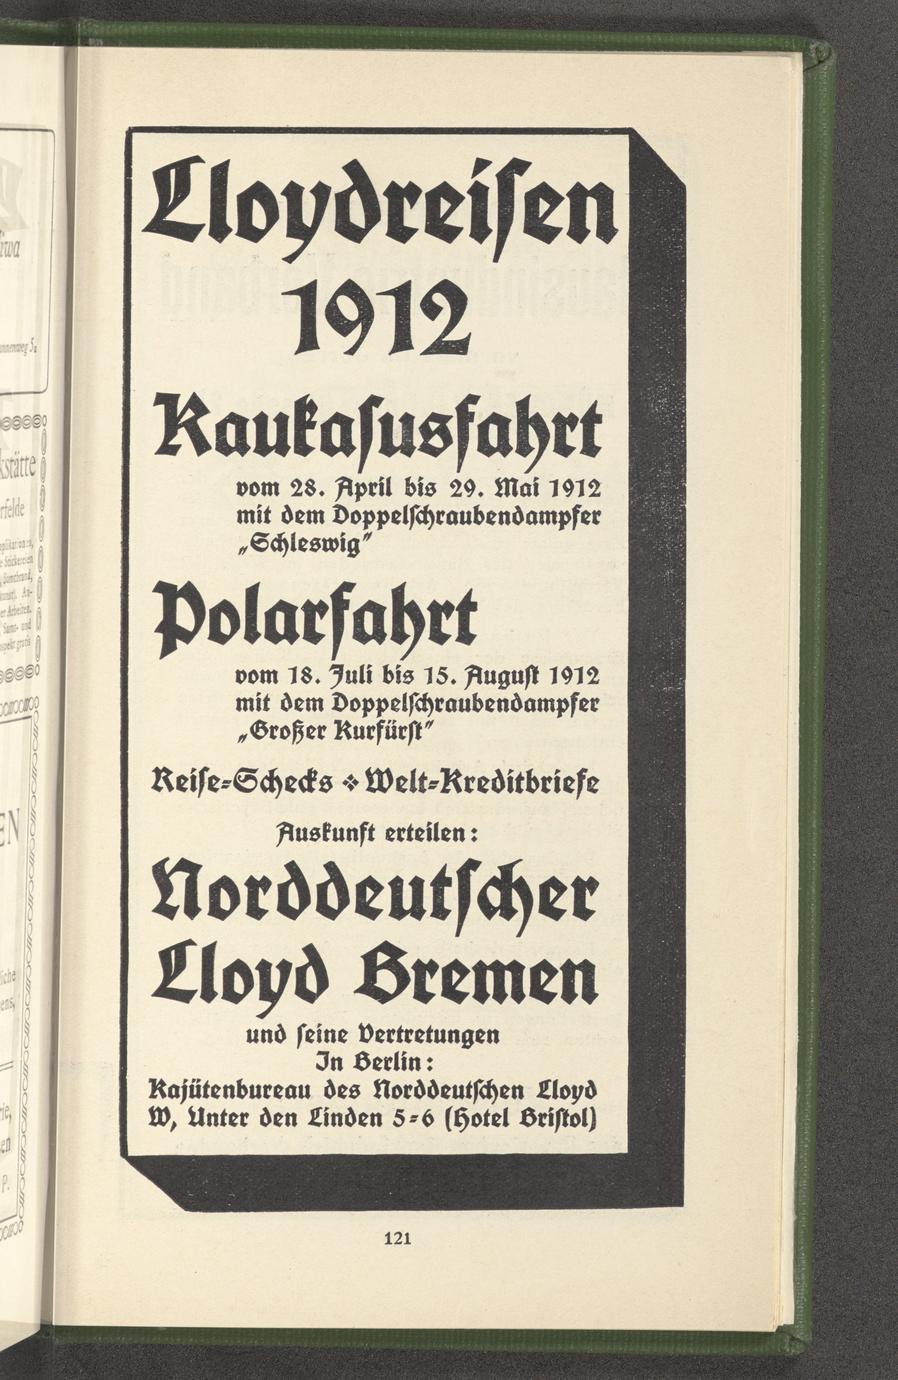 Lloydreisen
1912
Kaukasusfahrt
vom 28. April bis 29. Mai 1912
mit dem Doppelschraubendampfer
„Schleswig“
Polarfahrt
vom 18. Juli bis 15. August 1912
mit dem Doppelschraubendampfer
„Großer Kurfürst“
Reise-Schecks ❖ Welt-Kreditbriefe
Auskunft erteilen:
Norddeutscher
Lloyd Bremen
und seine Vertretungen
In Berlin:
Kajütenbureau des Norddeutschen Lloyd
W, Unter den Linden 5-6 (Hotel Bristol)
121